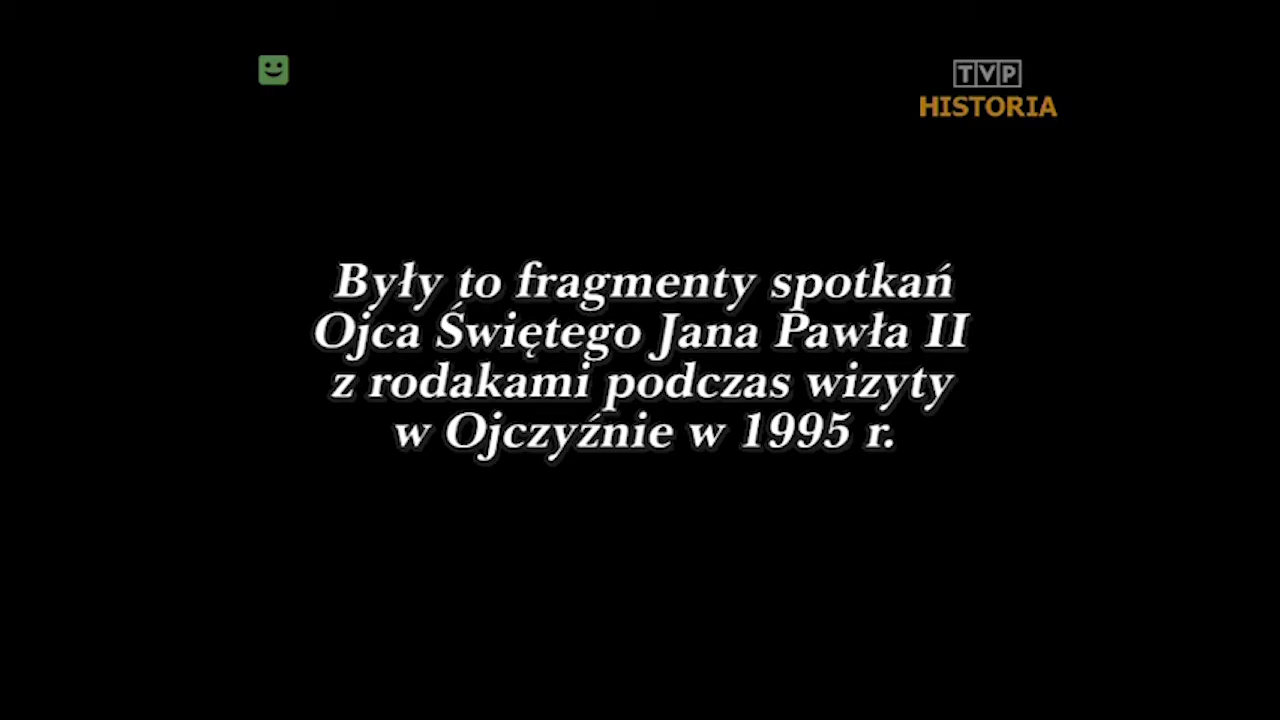 TVP
HISTORIA
Były to fragmenty spotkań
Ojca Świętego Jana Pawła II
z rodakami podczas wizyty
w Ojczyźnie w 1995 r.